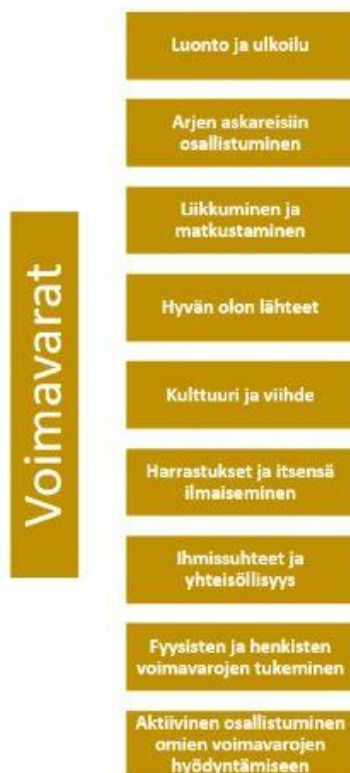 Voimavarat
Luonto ja ulkoilu
Arjen askareisiin
osallistuminen
Liikkuminen ja
matkustaminen
Hyvän olon lähteet
Kulttuuri ja viihde
Harrastukset ja itsensä
ilmaiseminen
Ihmissuhteet ja
yhteisöllisyys
Fyysisten ja henkisten
voimavarojen tukeminen
Aktiivinen osallistuminen
omien voimavarojen
hyödyntämiseen